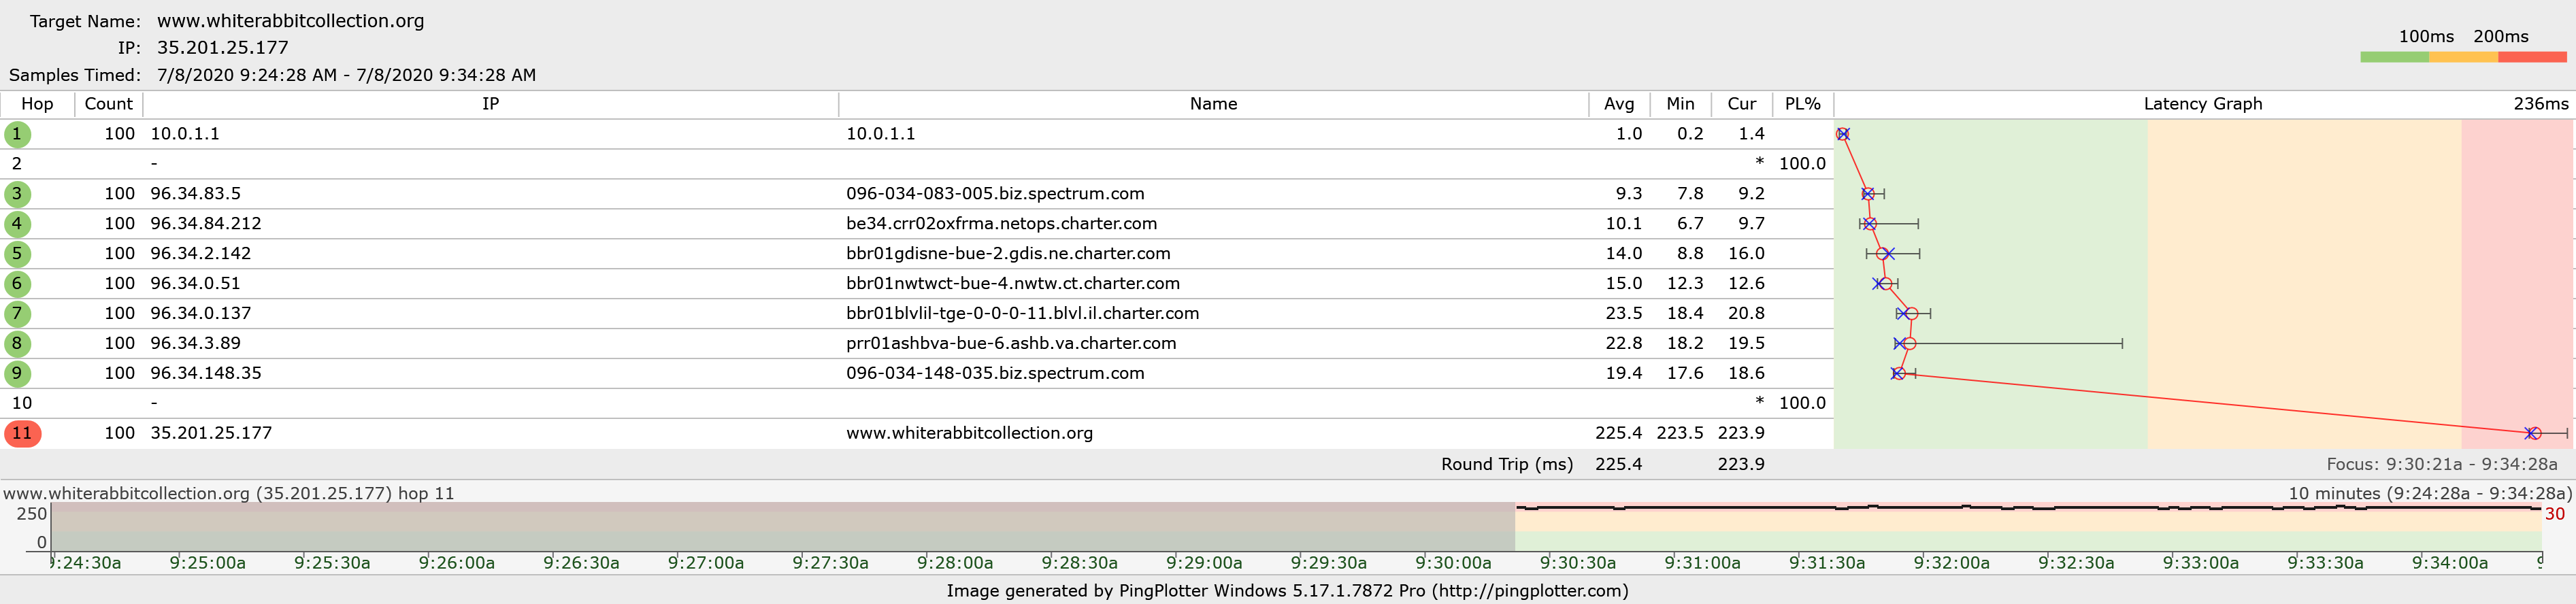 Target Name: www.whiterabbitcollection.org
IP: 35.201.25.177
Samples Timed: 7/8/2020 9:24:28 AM - 7/8/2020 9:34:28 AM
100ms 200ms
Hop Count IP Name Avg Min Cur PL% Latency Graph 236ms
1 100 10.0.1.1 10.0.1.1 1.0 0.2 1.4
2 - * 100.0
3 100 96.34.83.5 096-034-083-005.biz.spectrum.com 9.3 7.8 9.2
4 100 96.34.84.212 be34.crr02oxfrma.netops.charter.com 10.1 6.7 9.7
5 100 96.34.2.142 bbr01gdisne-bue-2.gdis.ne.charter.com 14.0 8.8 16.0
6 100 96.34.0.51 bbr01nwtwct-bue-4.nwtw.ct.charter.com 15.0 12.3 12.6
7 100 96.34.0.137 bbr01blvlil-tge-0-0-0-11.blvl.il.charter.com 23.5 18.4 20.8
8 100 96.34.3.89 prr01ashbva-bue-6.ashb.va.charter.com 22.8 18.2 19.5
9 100 96.34.148.35 096-034-148-035.biz.spectrum.com 19.4 17.6 18.6
10 - * 100.0
11 100 35.201.25.177 www.whiterabbitcollection.org 225.4 223.5 223.9
Round Trip (ms) 225.4 223.9 Focus: 9:30:21a - 9:34:28a
www.whiterabbitcollection.org (35.201.25.177) hop 11 10 minutes (9:24:28a - 9:34:28a)
250 30
0
9:24:30a 9:25:00a 9:25:30a 9:26:00a 9:26:30a 9:27:00a 9:27:30a 9:28:00a 9:28:30a 9:29:00a 9:29:30a 9:30:00a 9:30:30a 9:31:00a 9:31:30a 9:32:00a 9:32:30a 9:33:00a 9:33:30a 9:34:00a
Image generated by PingPlotter Windows 5.17.1.7872 Pro (http://pingplotter.com)